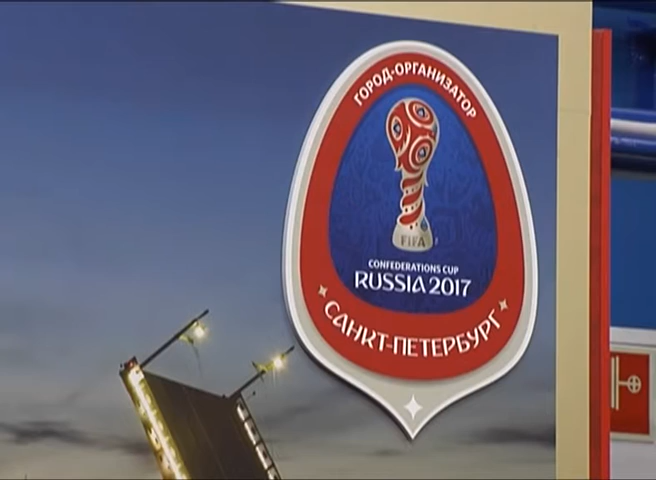 ГОРОД-ОРГАНИЗАТОР
FIFA
CONFEDERATIONS CUP
RUSSIA 2017
САНКТ-ПЕТЕРБУРГ